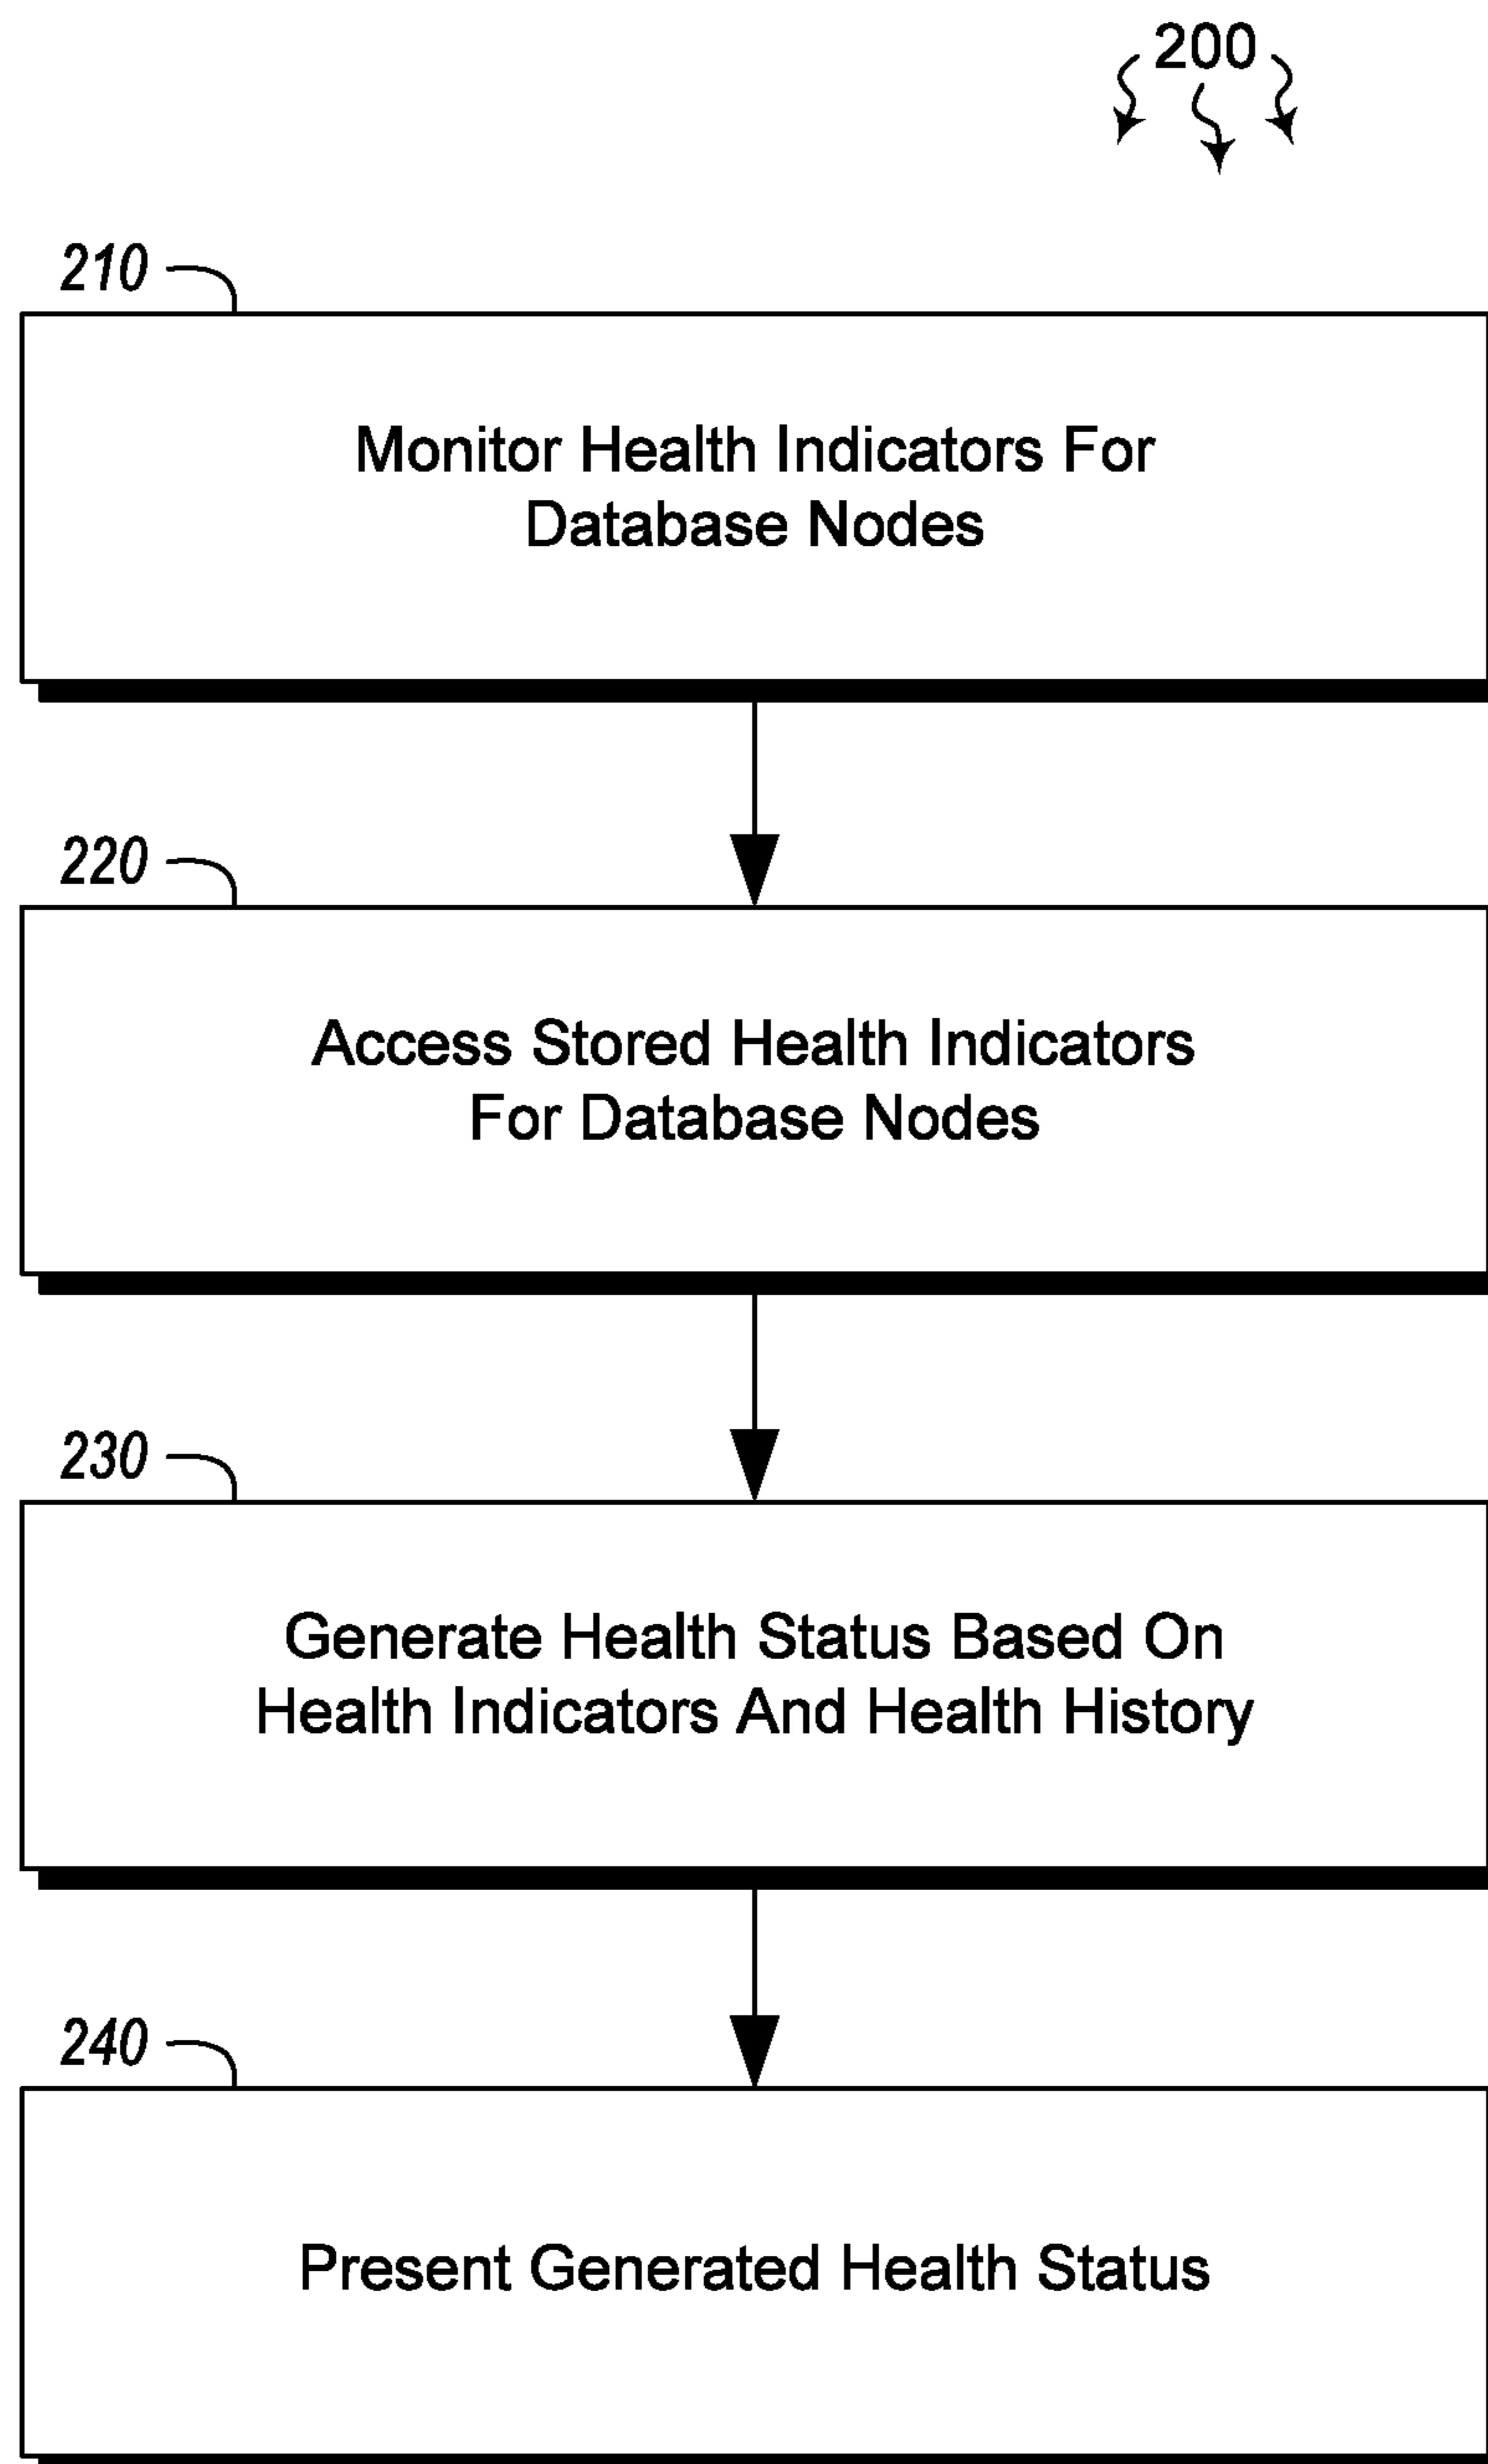 200
210
Monitor Health Indicators For
Database Nodes
220
Access Stored Health Indicators
For Database Nodes
230
Generate Health Status Based On
Health Indicators And Health History
240
Present Generated Health Status